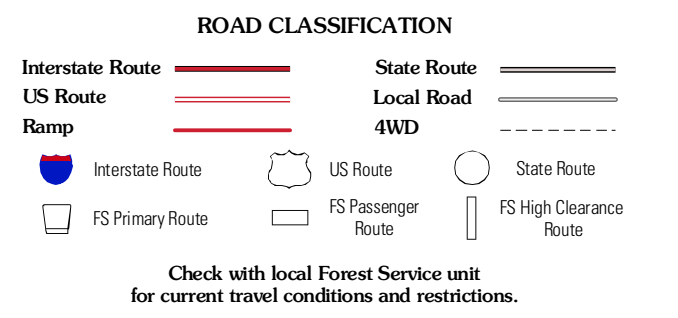 ROAD CLASSIFICATION
Interstate Route
State Route
US Route
Local Road
Ramp
4WD
Interstate Route
US Route
State Route
FS Primary Route
FS Passenger
Route
FS High Clearance
Route
Check with local Forest Service unit
for current travel conditions and restrictions.